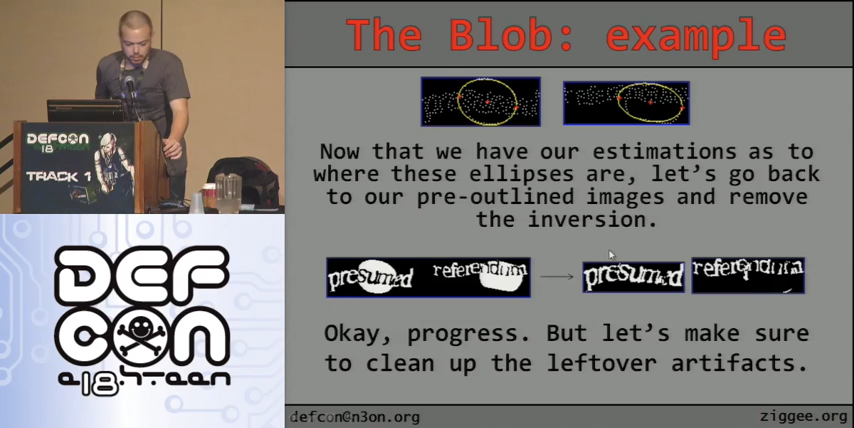 The Blob: example
Now that we have our estimations as to
where these ellipses are, let's go back
to our pre-outlined images and remove
the inversion.
presumed referendum
presumed referendum
Okay, progress. But let's make sure
to clean up the leftover artifacts.
defcon@n3on.org
ziggee.org
DEFCON
18
TRACK 1
DEF
CON
e18hteen